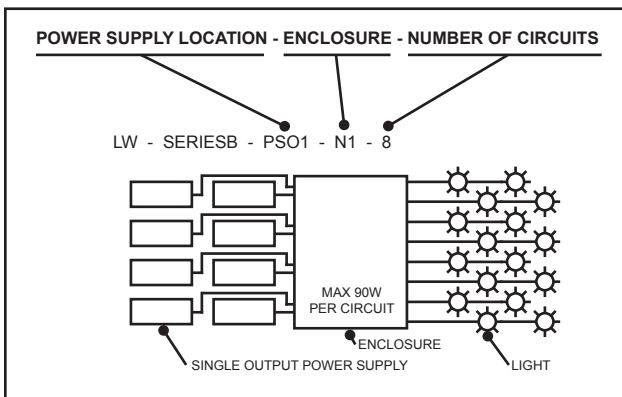 POWER SUPPLY LOCATION - ENCLOSURE - NUMBER OF CIRCUITS
LW - SERIESB - PSO1 - N1 - 8
MAX 90W
PER CIRCUIT
ENCLOSURE
SINGLE OUTPUT POWER SUPPLY
LIGHT